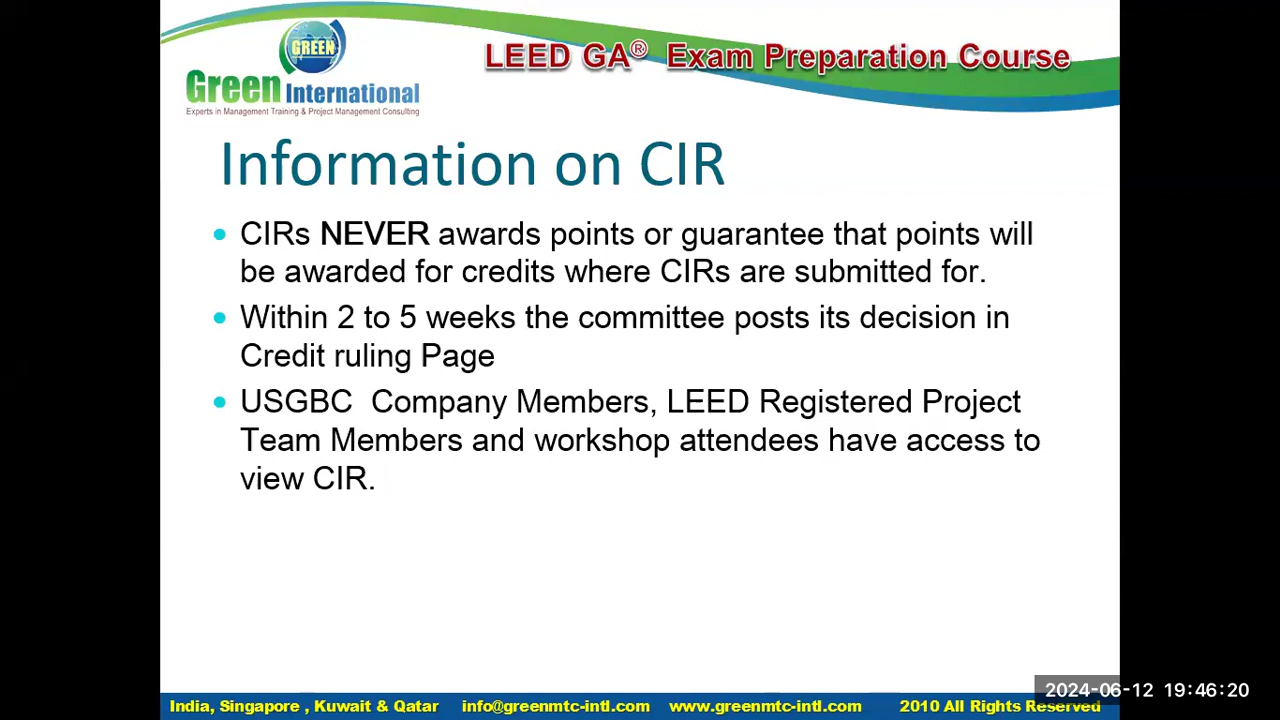 GREEN
Green International
Experts in Management Training & Project Management Consulting
LEED GA® Exam Preparation Course
Information on CIR
CIRs NEVER awards points or guarantee that points will
be awarded for credits where CIRs are submitted for.
Within 2 to 5 weeks the committee posts its decision in
Credit ruling Page
USGBC Company Members, LEED Registered Project
Team Members and workshop attendees have access to
view CIR.
2024-06-12 19:46:20
India, Singapore , Kuwait & Qatar info@greenmtc-intl.com www.greenmtc-intl.com 2010 All Rights Reserved